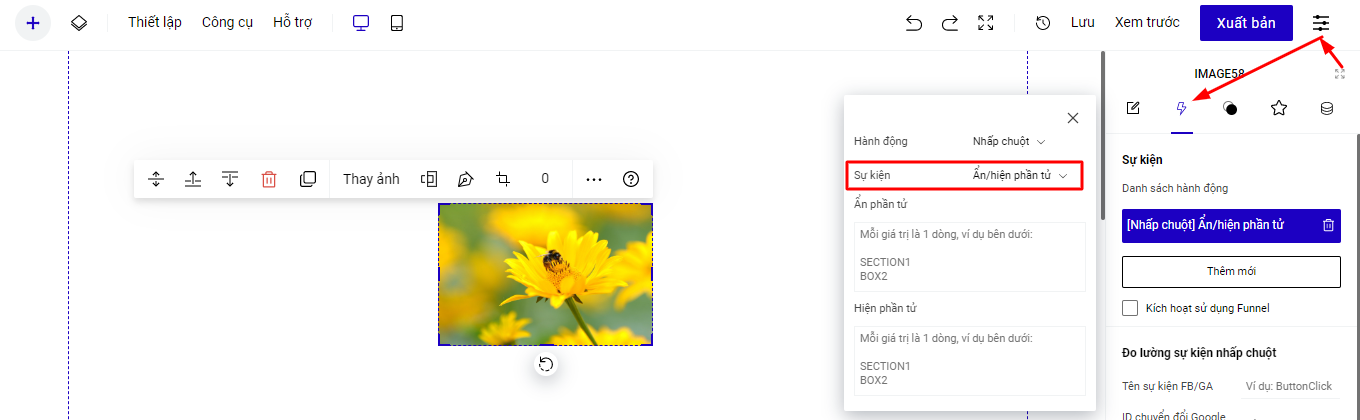 Thiết lập Công cụ Hỗ trợ Lưu Xem trước Xuất bản
IMAGE58
Hành động Nhấp chuột
Sự kiện
Sự kiện Ẩn/hiện phần tử
Danh sách hành động
Thay ảnh 0
Ẩn phần tử
[Nhấp chuột] Ẩn/hiện phần tử
Mỗi giá trị là 1 dòng, ví dụ bên dưới:
SECTION1
BOX2
Thêm mới
Hiện phần tử
Kích hoạt sử dụng Funnel
Mỗi giá trị là 1 dòng, ví dụ bên dưới:
SECTION1
BOX2
Đo lường sự kiện nhấp chuột
Tên sự kiện FB/GA Ví dụ: ButtonClick
ID chuyển đổi Google